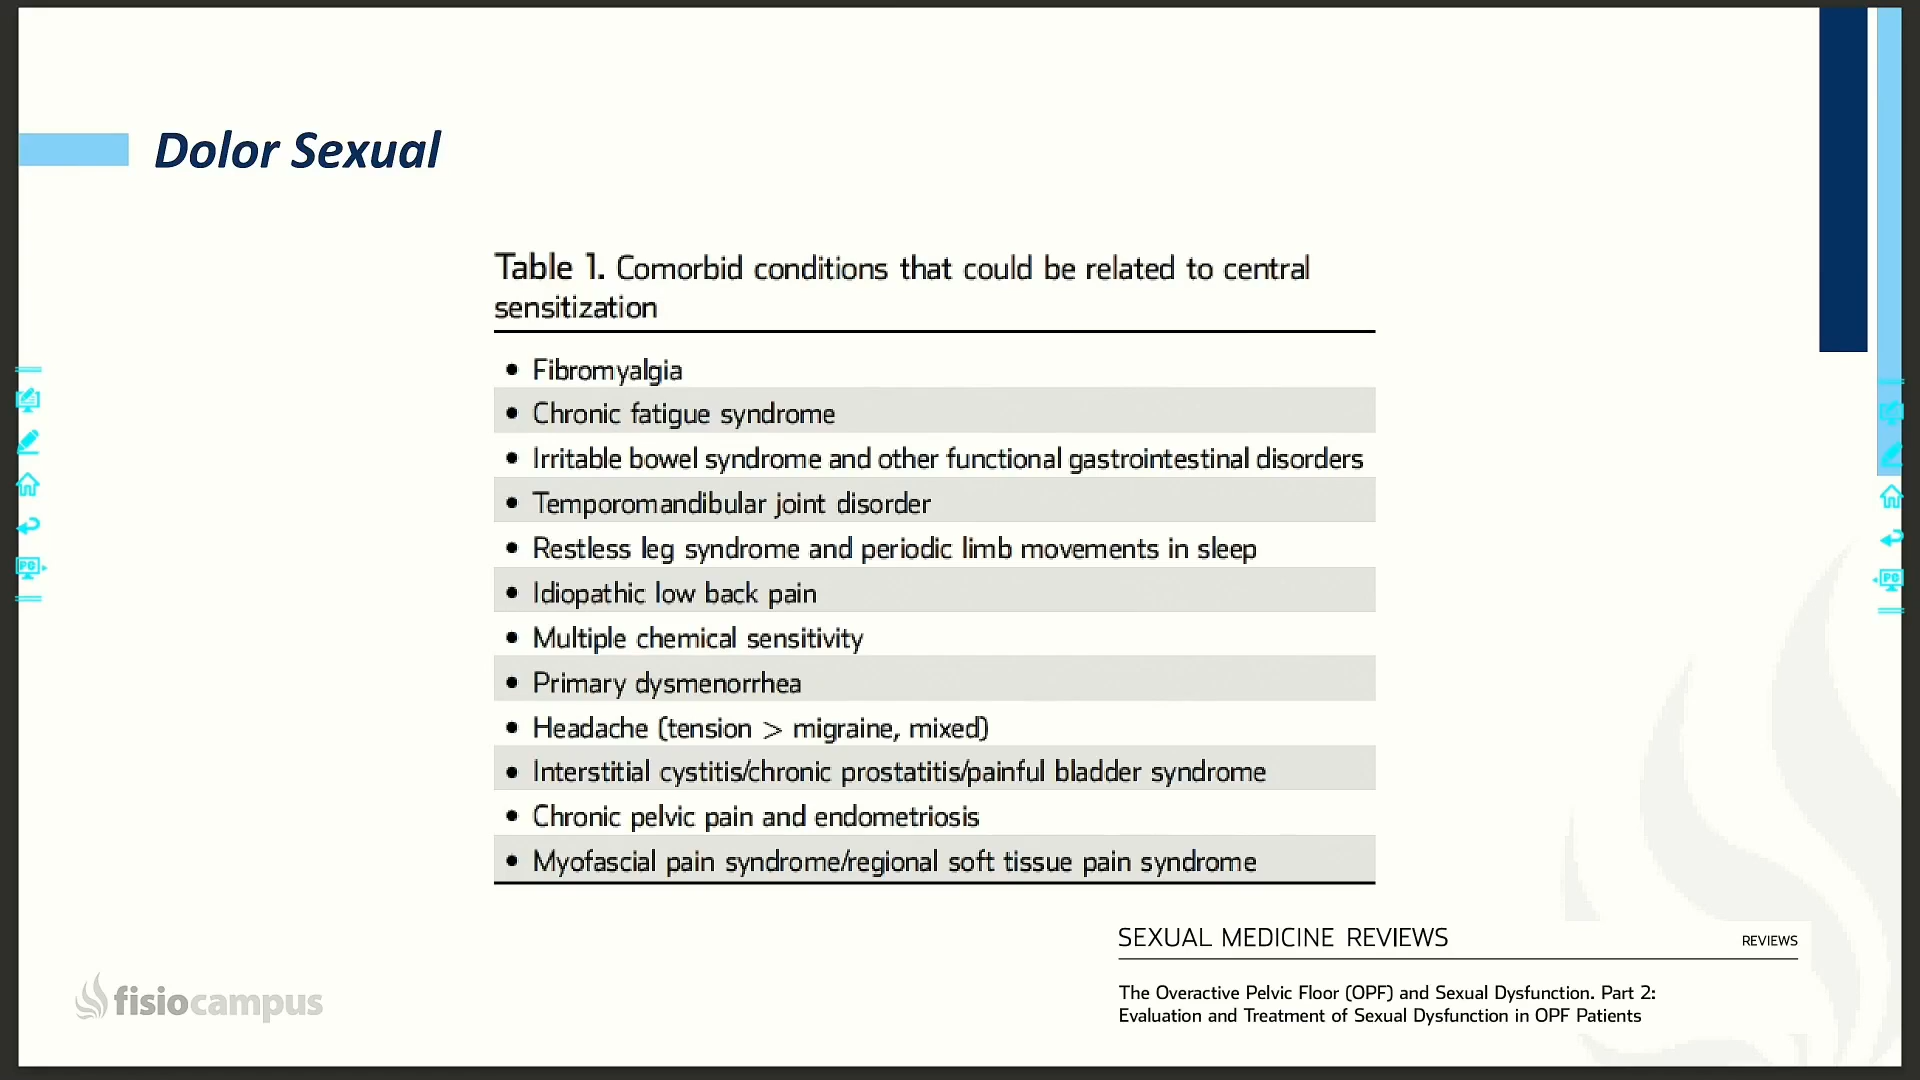 Dolor Sexual
Table 1. Comorbid conditions that could be related to central
sensitization
• Fibromyalgia
• Chronic fatigue syndrome
• Irritable bowel syndrome and other functional gastrointestinal disorders
• Temporomandibular joint disorder
• Restless leg syndrome and periodic limb movements in sleep
• Idiopathic low back pain
• Multiple chemical sensitivity
• Primary dysmenorrhea
• Headache (tension > migraine, mixed)
• Interstitial cystitis/chronic prostatitis/painful bladder syndrome
• Chronic pelvic pain and endometriosis
• Myofascial pain syndrome/regional soft tissue pain syndrome
SEXUAL MEDICINE REVIEWS REVIEWS
The Overactive Pelvic Floor (OPF) and Sexual Dysfunction. Part 2:
Evaluation and Treatment of Sexual Dysfunction in OPF Patients
fisiocampus
PC
PC